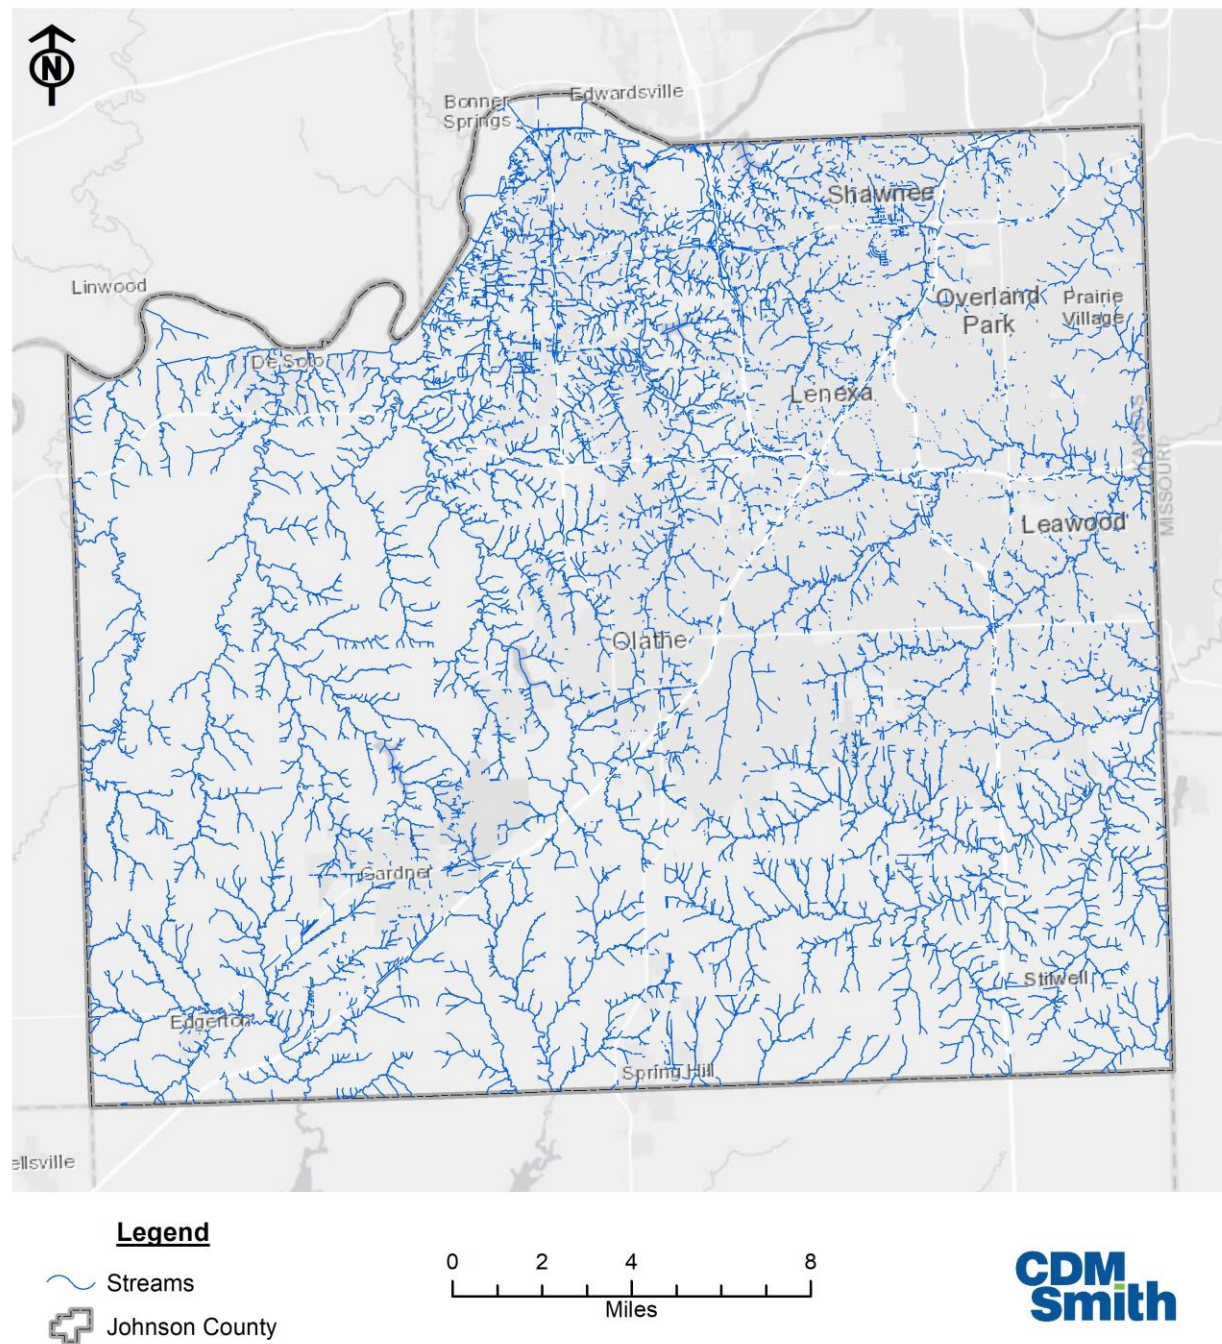 N
Bonner
Springs
Edwardsville
Shawnee
Linwood
Overland
Park
Prairie
Village
De Soto
Lenexa
KANSAS
MISSOURI
Leawood
Olathe
Gardner
Stilwell
Edgerton
Spring Hill
ellsville
Legend
Streams
Johnson County
0 2 4 8
Miles
CDM
Smith